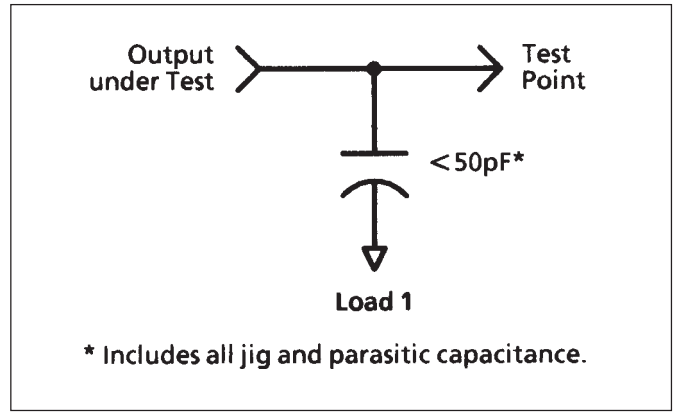 Output
under Test
Test
Point
<50pF*
Load 1
* Includes all jig and parasitic capacitance.